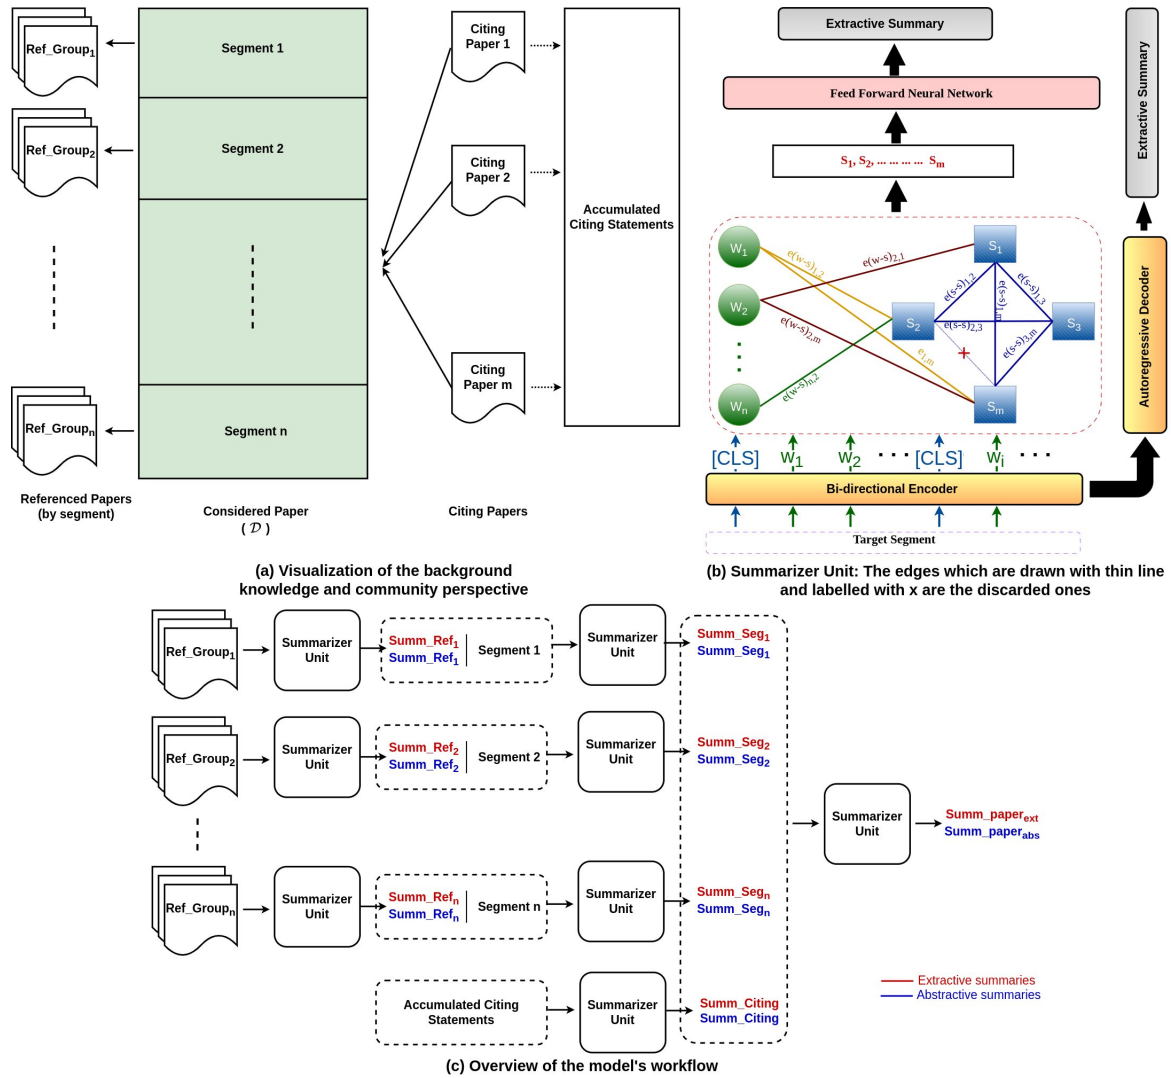 Ref_Group1
Segment 1
Ref_Group2
Segment 2
Ref_Groupn
Segment n
Referenced Papers
(by segment)
Considered Paper
( 𝒟 )
Citing
Paper 1
Citing
Paper 2
Citing
Paper m
Citing Papers
Accumulated
Citing Statements
(a) Visualization of the background
knowledge and community perspective
Extractive Summary
Feed Forward Neural Network
S1, S2, ... ... ... ... Sm
W1
W2
Wn
S1
S2
S3
Sm
e(w-s)1,2
e(w-s)2,1
e(w-s)2,m
e1,m
e(w-s)n,2
e(s-s)1,2
e(s-s)1,m
e(s-s)1,3
e(s-s)2,3
e(s-s)3,m
[CLS] w1 w2 · · · [CLS] wi · · ·
Bi-directional Encoder
Target Segment
Extractive Summary
Autoregressive Decoder
(b) Summarizer Unit: The edges which are drawn with thin line
and labelled with x are the discarded ones
Ref_Group1
Summarizer
Unit
Summ_Ref1
Summ_Ref1
Segment 1
Summarizer
Unit
Summ_Seg1
Summ_Seg1
Ref_Group2
Summarizer
Unit
Summ_Ref2
Summ_Ref2
Segment 2
Summarizer
Unit
Summ_Seg2
Summ_Seg2
Ref_Groupn
Summarizer
Unit
Summ_Refn
Summ_Refn
Segment n
Summarizer
Unit
Summ_Segn
Summ_Segn
Accumulated Citing
Statements
Summarizer
Unit
Summ_Citing
Summ_Citing
Summarizer
Unit
Summ_paperext
Summ_paperabs
Extractive summaries
Abstractive summaries
(c) Overview of the model's workflow